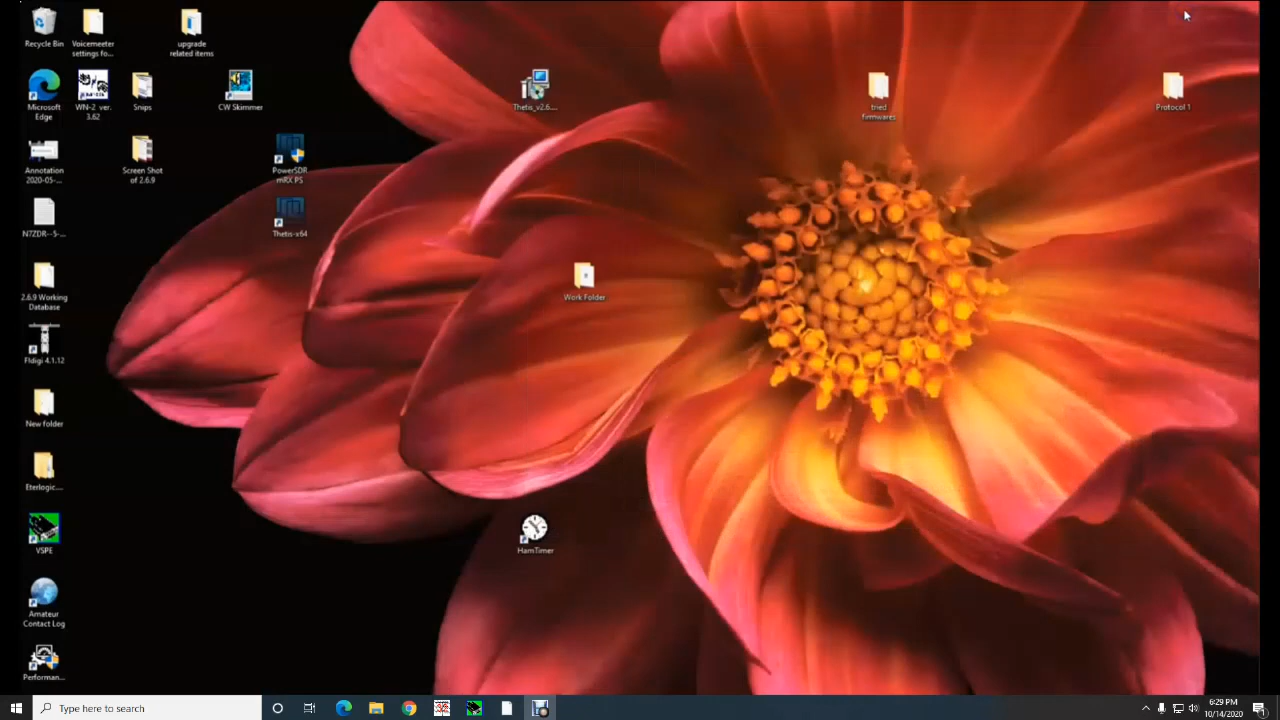 Recycle Bin
Voicemeeter
settings fo...
upgrade
related items
Microsoft
Edge
WN-2 ver.
3.62
Snips
CW Skimmer
Thetis_v2.6....
tried
firmwares
Protocol 1
Annotation
2020-05-...
Screen Shot
of 2.6.9
PowerSDR
mRX PS
N7ZDR--5-...
Thetis-x64
2.6.9 Working
Database
Work Folder
Fldigi 4.1.12
New folder
Eterlogic....
VSPE
HamTimer
Amateur
Contact Log
Performan...
Type here to search
6:29 PM
10/14/2020